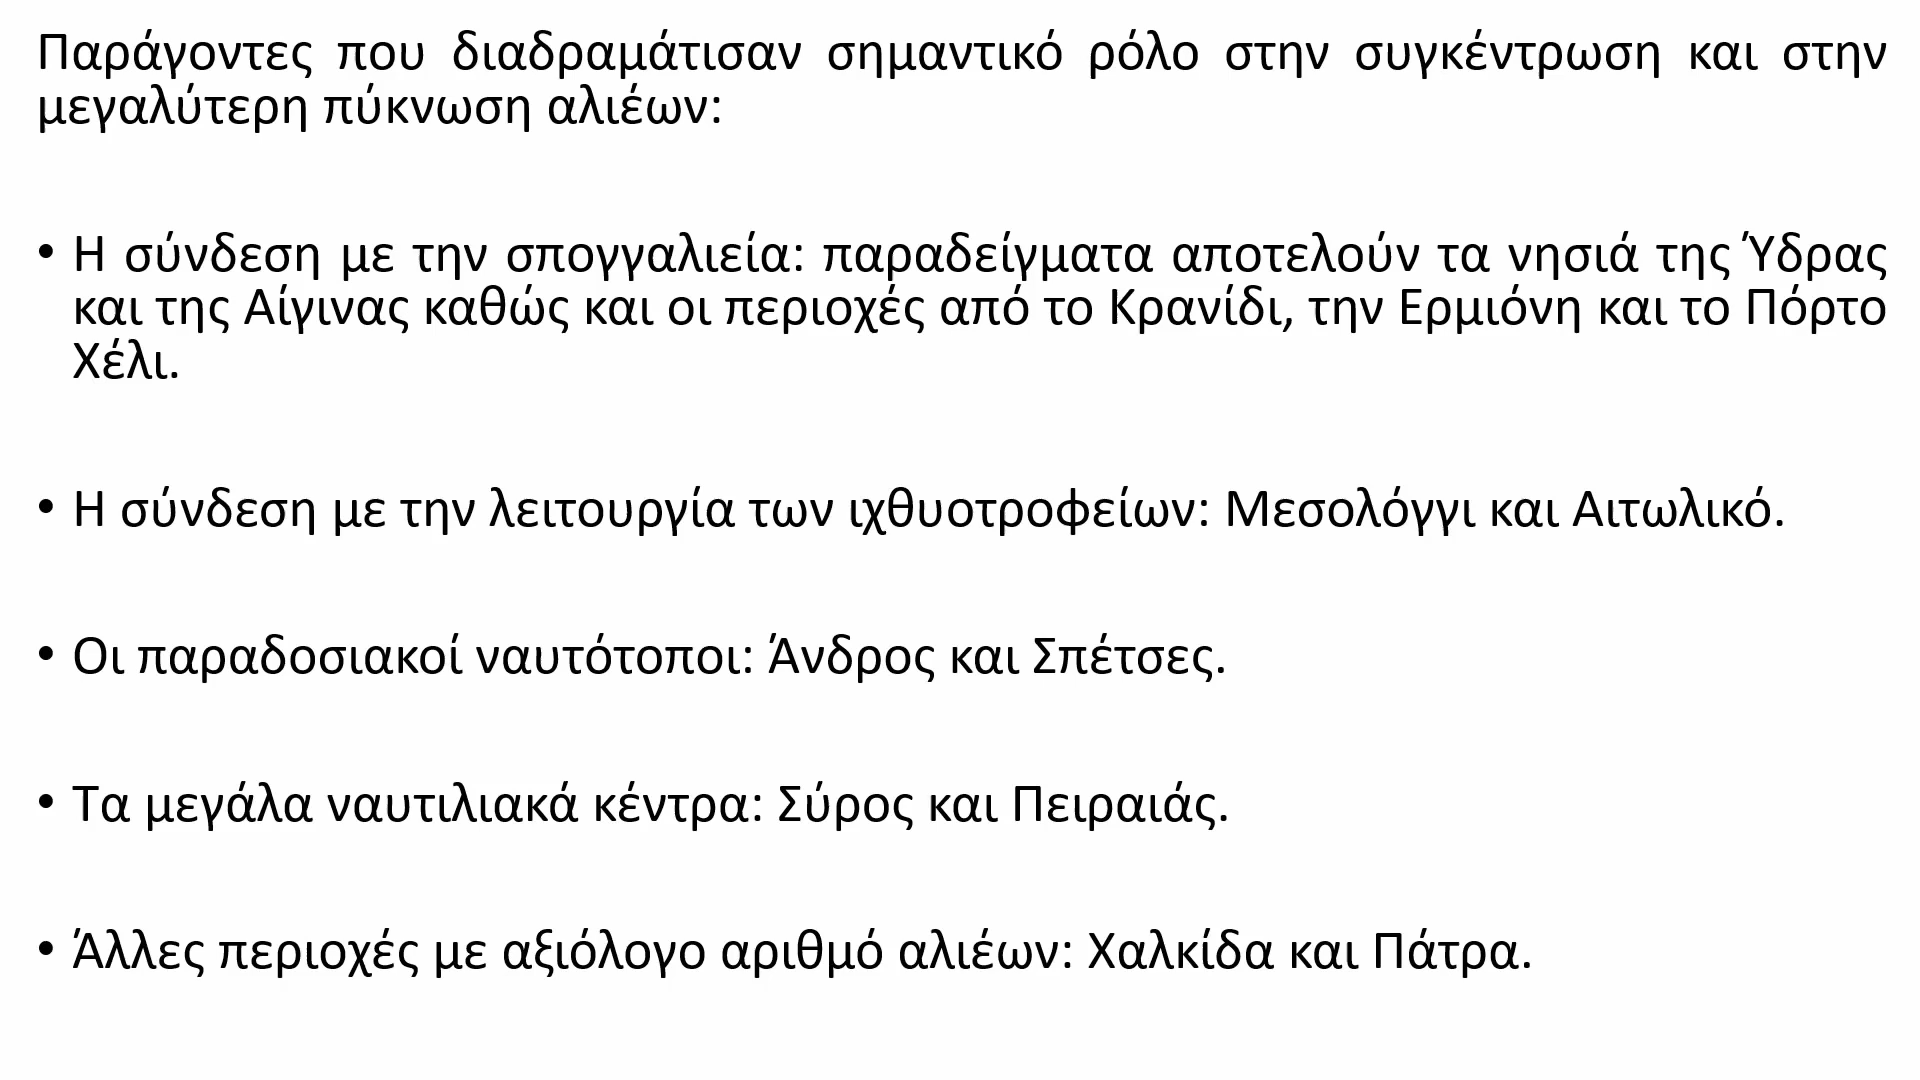 Παράγοντες που διαδραμάτισαν σημαντικό ρόλο στην συγκέντρωση και στην
μεγαλύτερη πύκνωση αλιέων:
• Η σύνδεση με την σπογγαλιεία: παραδείγματα αποτελούν τα νησιά της Ύδρας
και της Αίγινας καθώς και οι περιοχές από το Κρανίδι, την Ερμιόνη και το Πόρτο
Χέλι.
• Η σύνδεση με την λειτουργία των ιχθυοτροφείων: Μεσολόγγι και Αιτωλικό.
• Οι παραδοσιακοί ναυτότοποι: Άνδρος και Σπέτσες.
• Τα μεγάλα ναυτιλιακά κέντρα: Σύρος και Πειραιάς.
• Άλλες περιοχές με αξιόλογο αριθμό αλιέων: Χαλκίδα και Πάτρα.